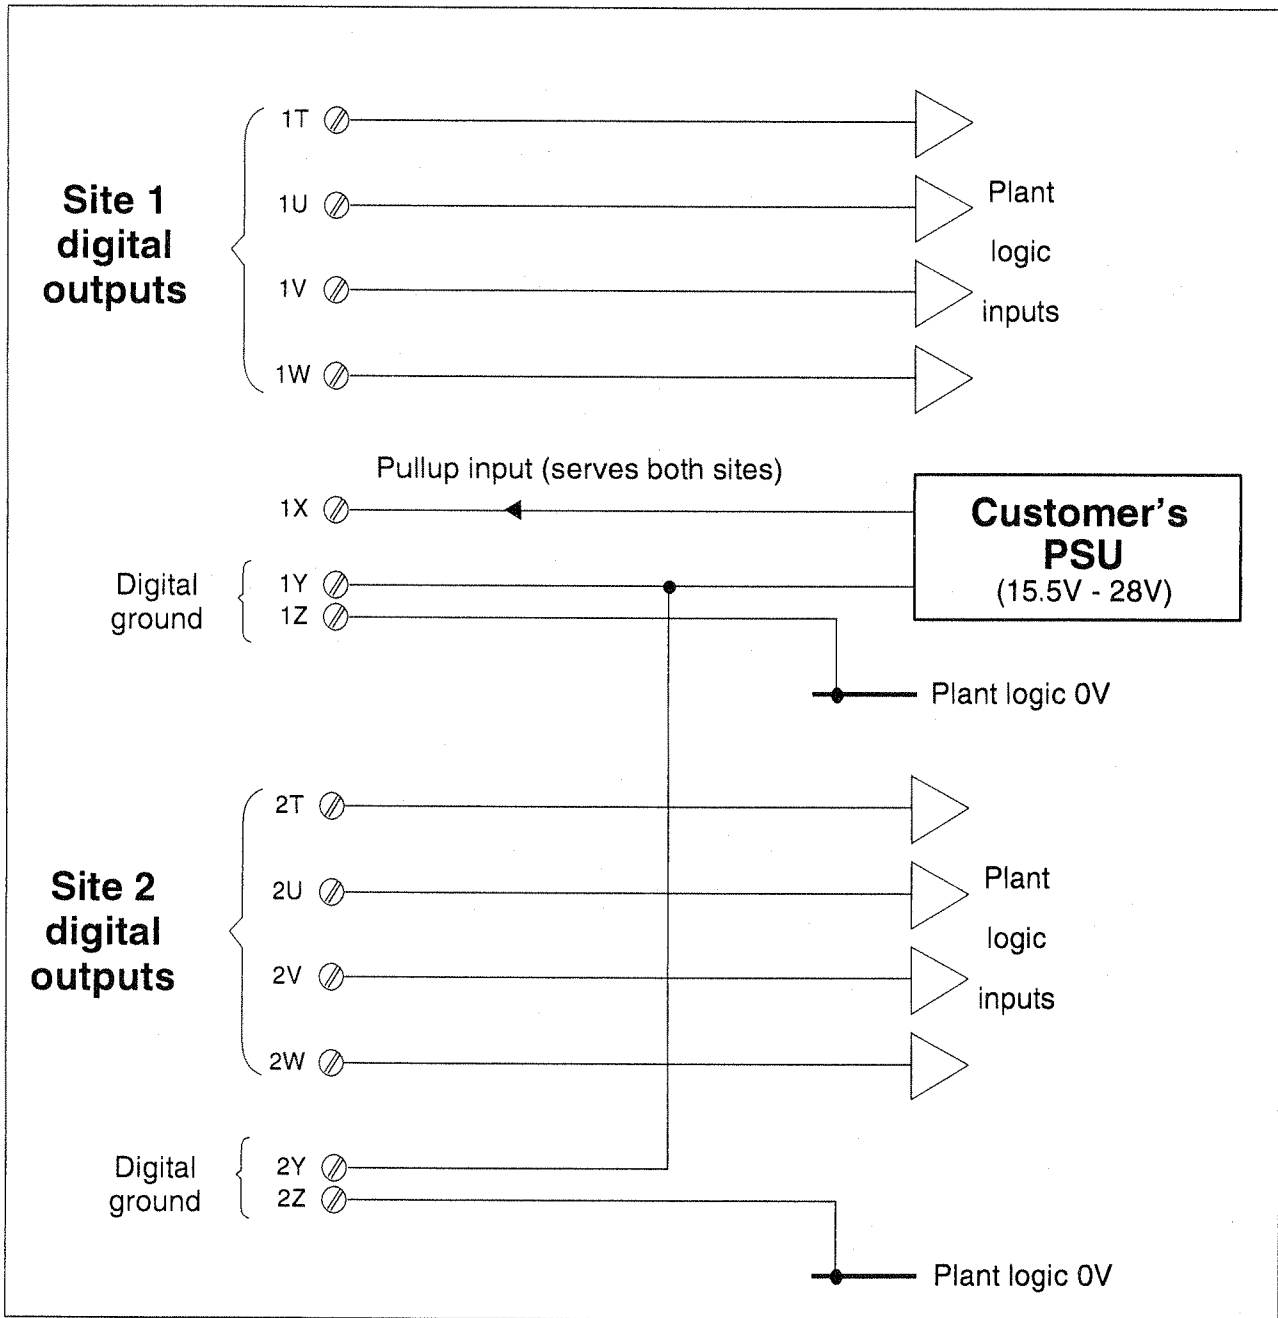 1T
Site 1
digital
outputs
1U
1V
1W
Plant
logic
inputs
Pullup input (serves both sites)
1X
Customer's
PSU
(15.5V - 28V)
Digital
ground
1Y
1Z
Plant logic 0V
2T
Site 2
digital
outputs
2U
2V
2W
Plant
logic
inputs
Digital
ground
2Y
2Z
Plant logic 0V